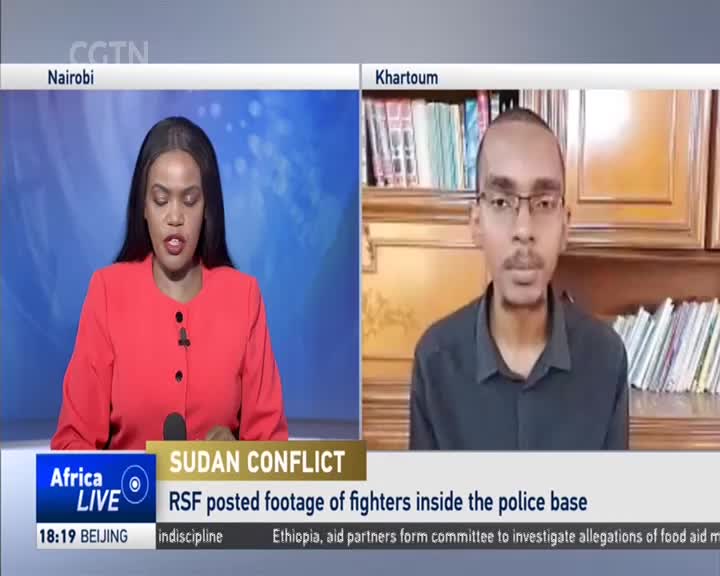 CGTN
Nairobi
Khartoum
SUDAN CONFLICT
Africa
LIVE
RSF posted footage of fighters inside the police base
18:19 BEIJING
indiscipline Ethiopia, aid partners form committee to investigate allegations of food aid m